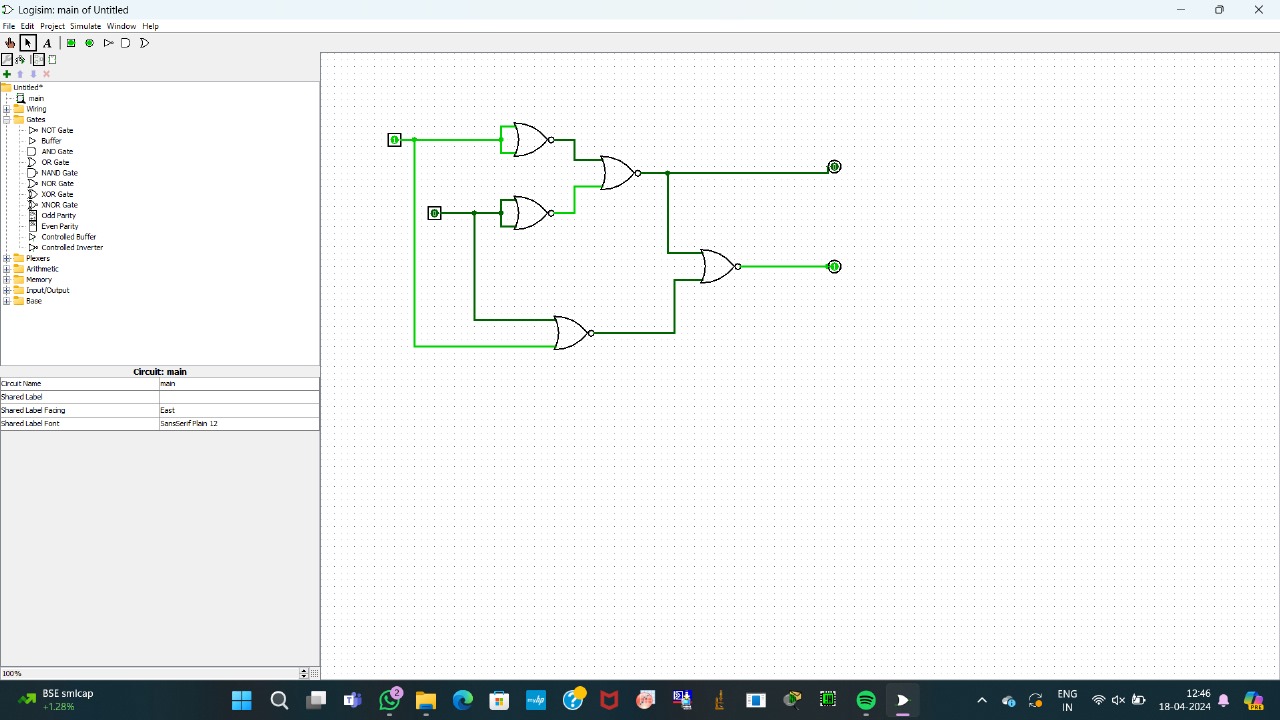 Logisim: main of Untitled
File Edit Project Simulate Window Help
A
Untitled*
main
Wiring
Gates
NOT Gate
Buffer
AND Gate
OR Gate
NAND Gate
NOR Gate
XOR Gate
XNOR Gate
Odd Parity
Even Parity
Controlled Buffer
Controlled Inverter
Plexers
Arithmetic
Memory
Input/Output
Base
Circuit: main
Circuit Name main
Shared Label
Shared Label Facing East
Shared Label Font SansSerif Plain 12
1
0
0
1
100%
BSE smlcap
+1.28%
2
myhp
ENG
IN
12:46
18-04-2024
PRE